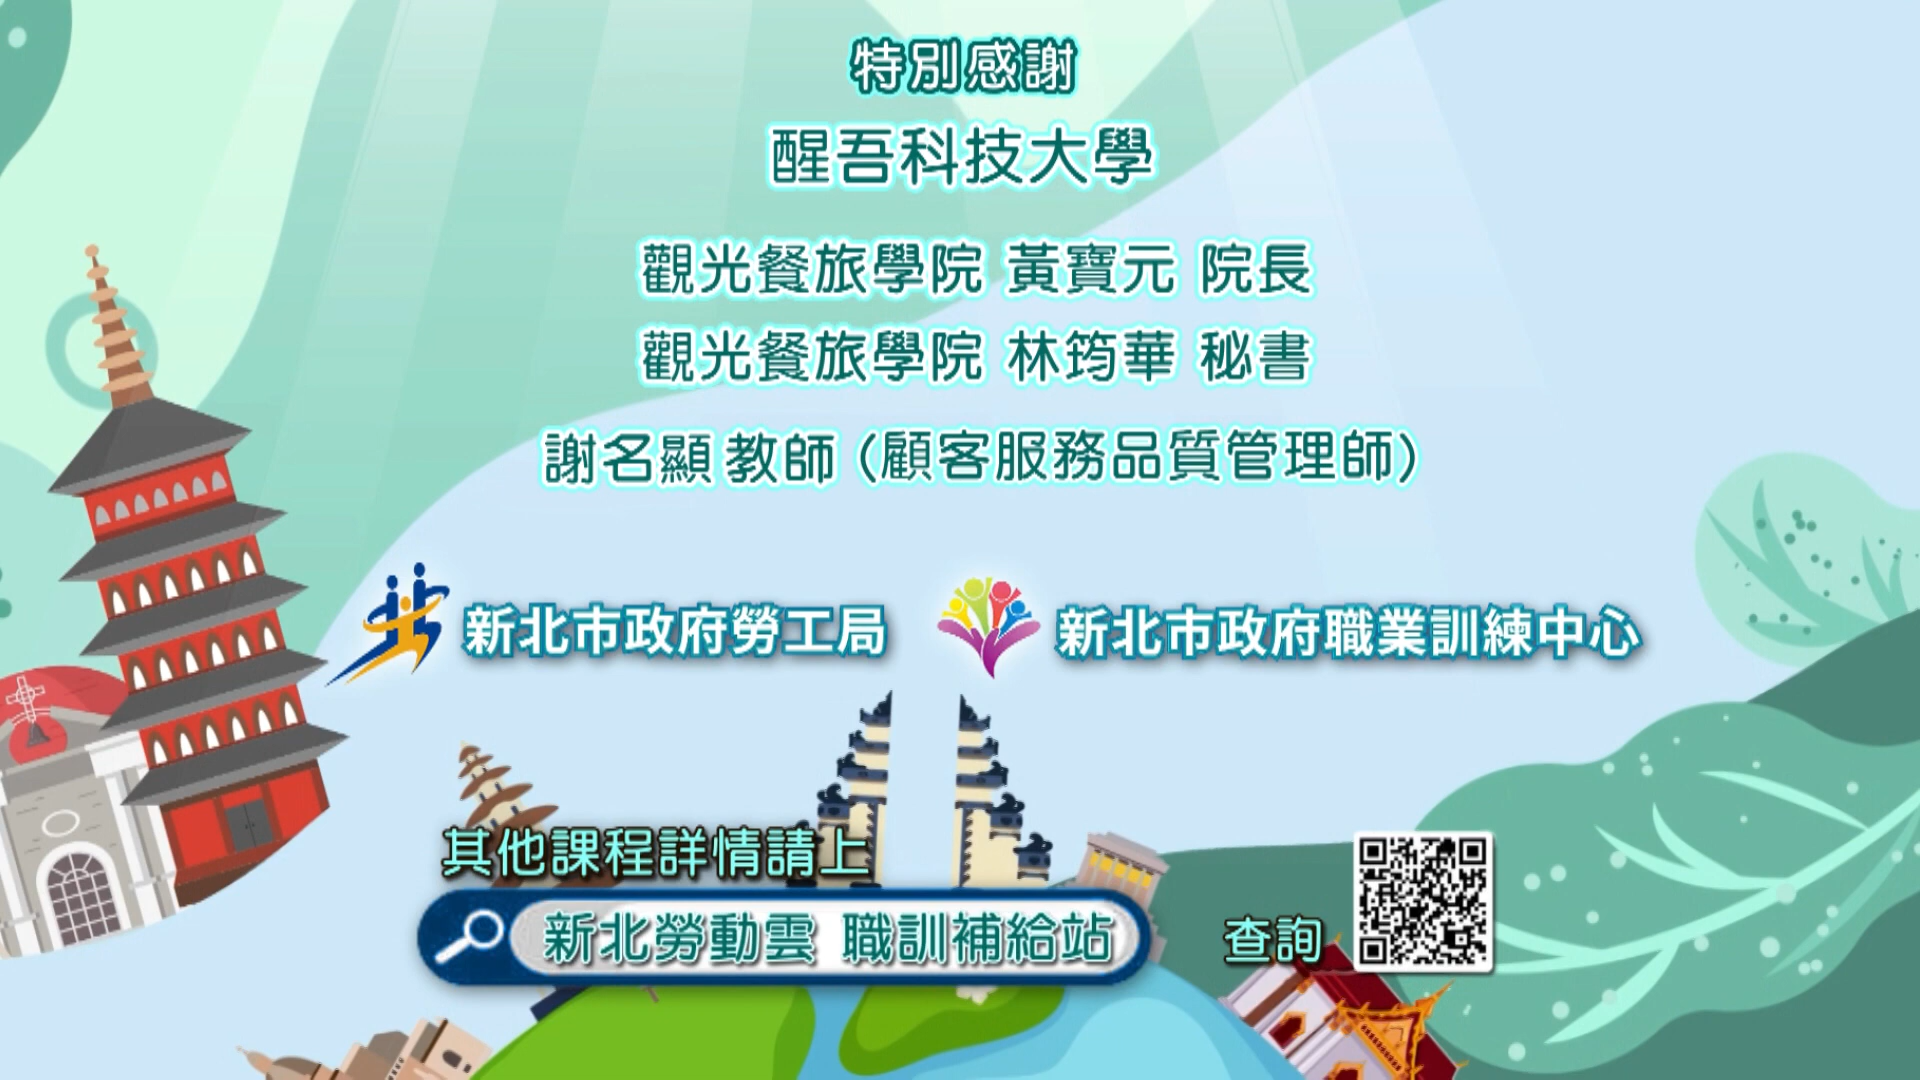 特別感謝
醒吾科技大學
觀光餐旅學院 黃寶元 院長
觀光餐旅學院 林筠華 秘書
謝名顯 教師 (顧客服務品質管理師)
新北市政府勞工局 新北市政府職業訓練中心
其他課程詳情請上
新北勞動雲 職訓補給站 查詢